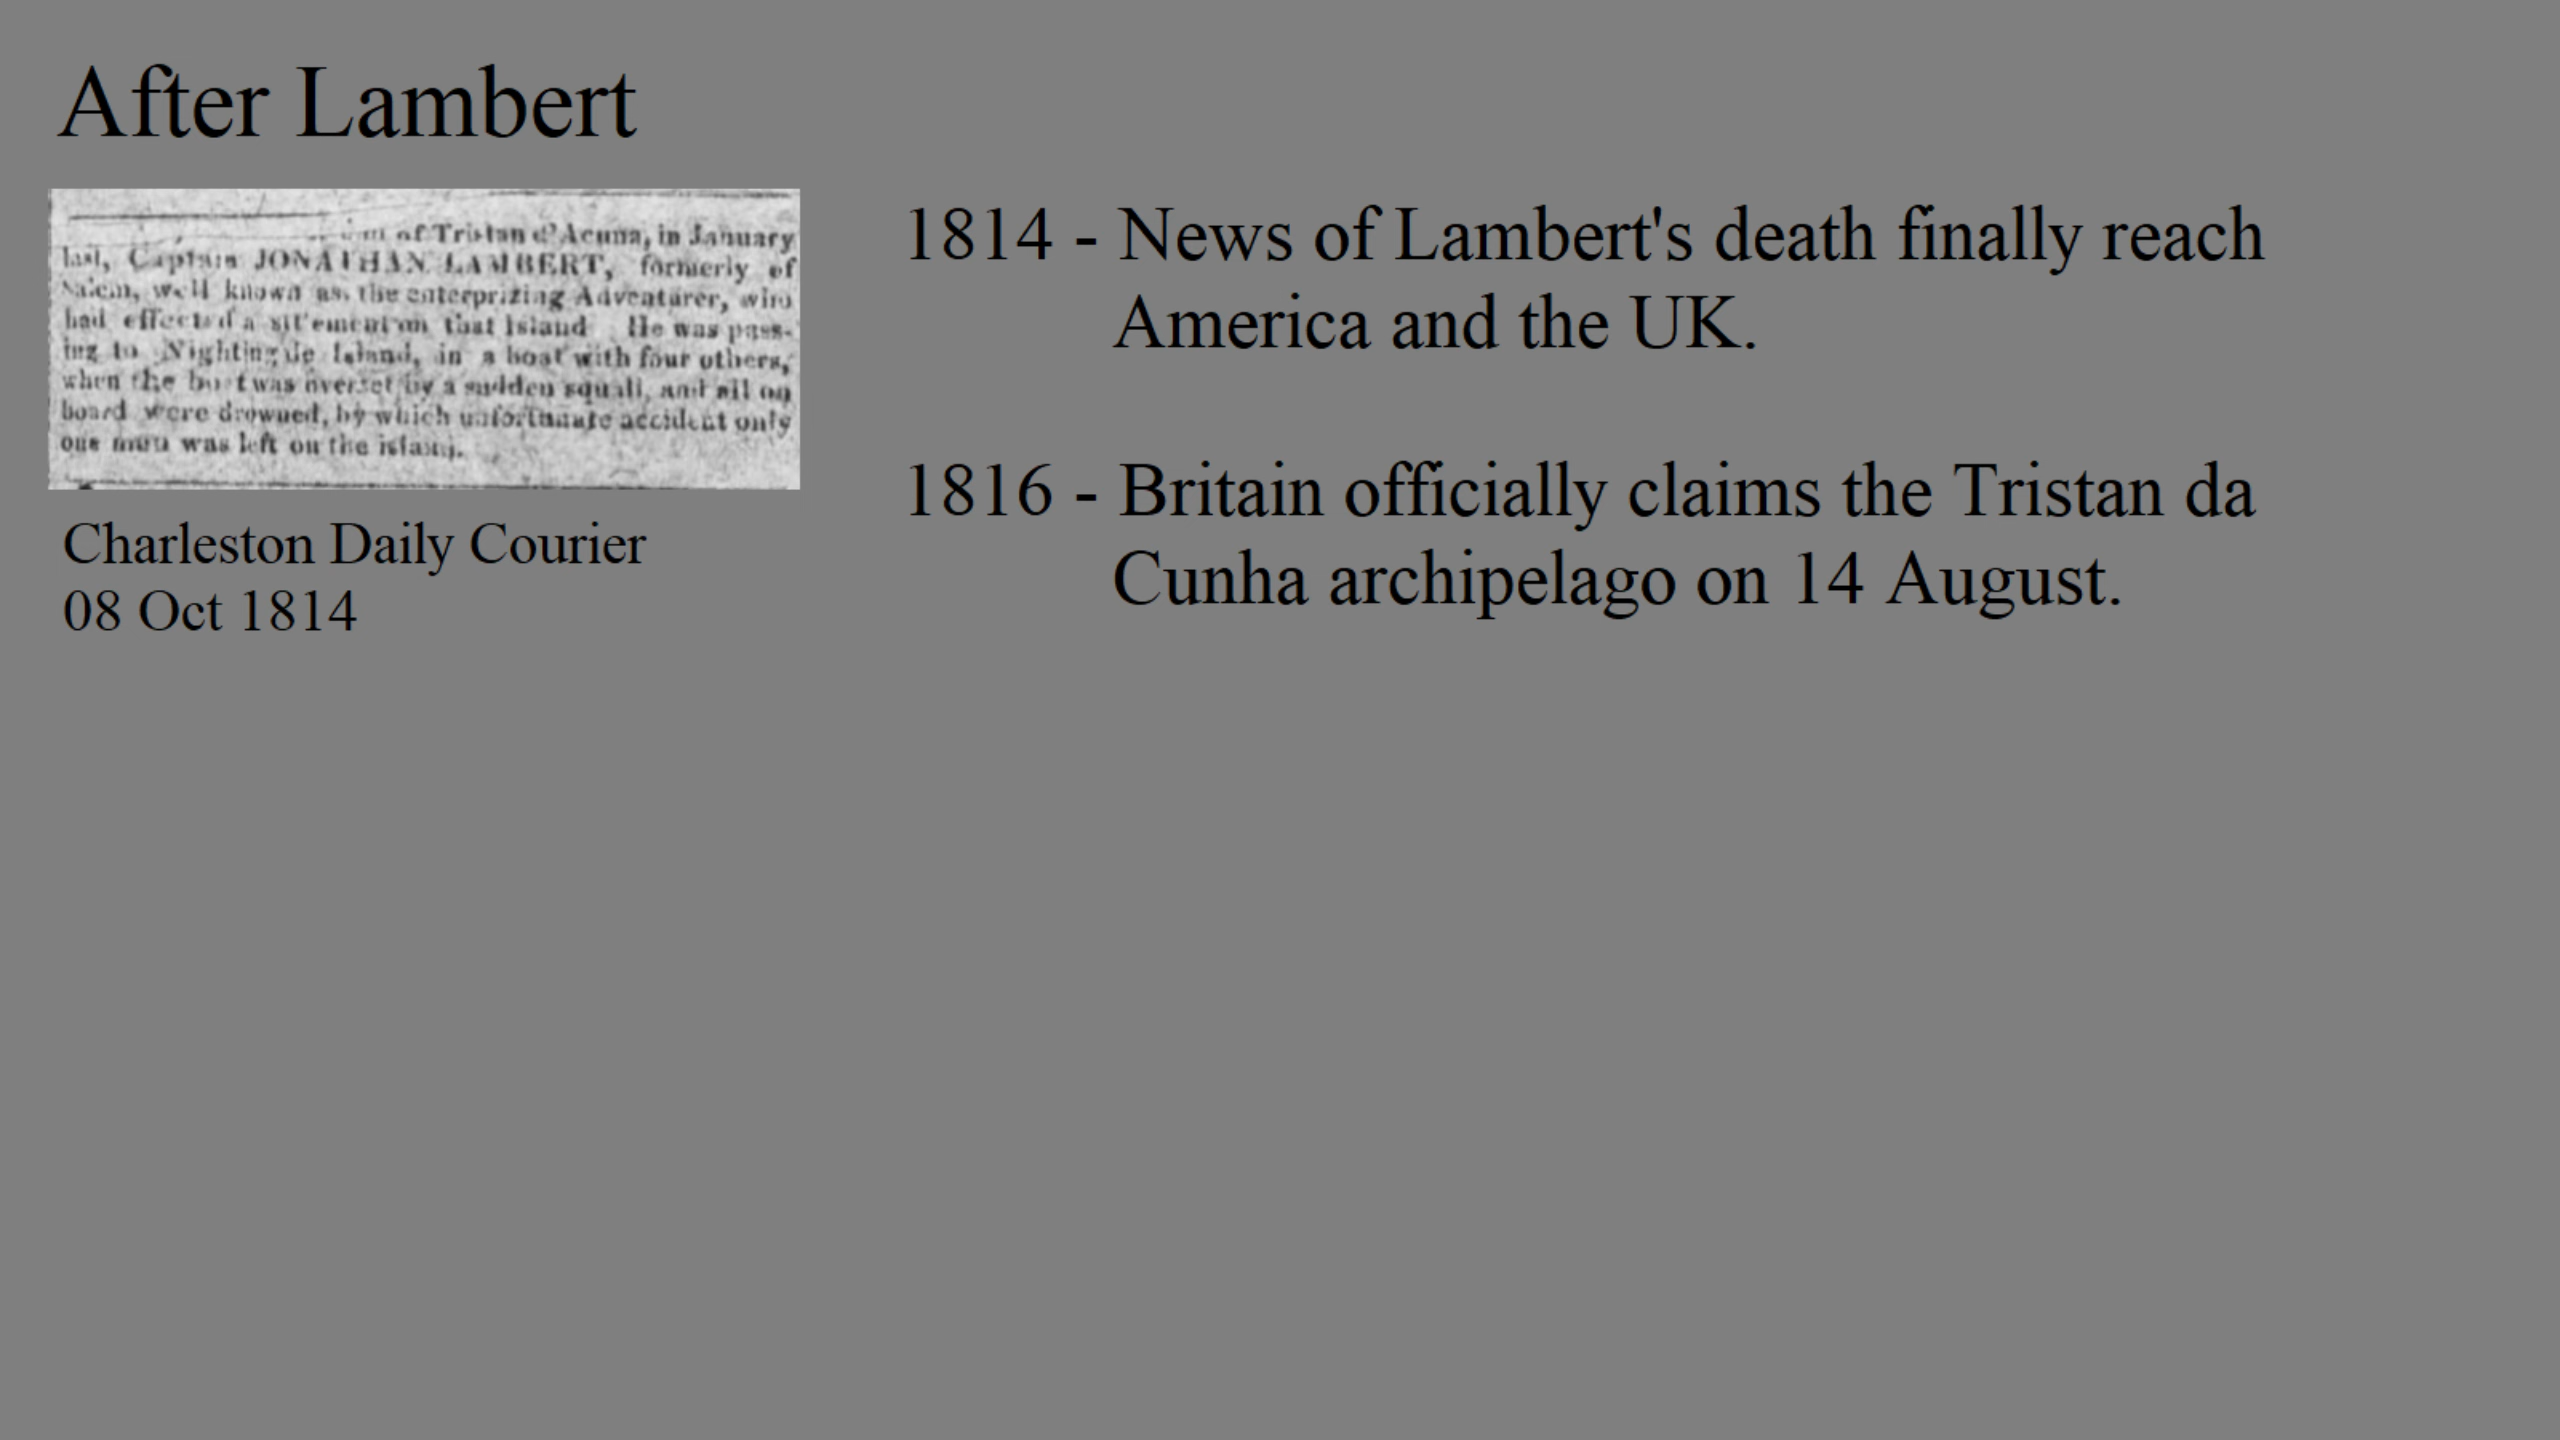 After Lambert
of Tristan d'Acuna, in January
last, Captain JONATHAN LAMBERT, formerly of
Salem, well known as the enterprizing Adventurer, who
had effected a on that Island He was pass-
ing to Nightingale Island, in a boat with four others,
when the boat was overset by a sudden squall, and all on
board were drowned, by which unfortunate accident only
one man was left on the island.
Charleston Daily Courier
08 Oct 1814
1814 - News of Lambert's death finally reach
America and the UK.
1816 - Britain officially claims the Tristan da
Cunha archipelago on 14 August.